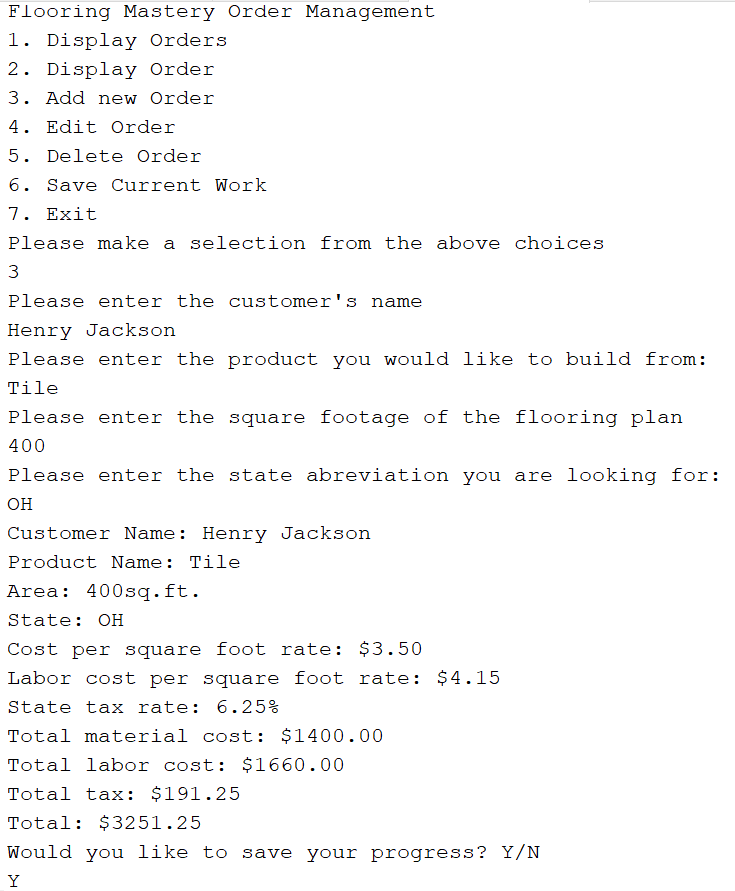 Flooring Mastery Order Management
1. Display Orders
2. Display Order
3. Add new Order
4. Edit Order
5. Delete Order
6. Save Current Work
7. Exit
Please make a selection from the above choices
3
Please enter the customer's name
Henry Jackson
Please enter the product you would like to build from:
Tile
Please enter the square footage of the flooring plan
400
Please enter the state abreviation you are looking for:
OH
Customer Name: Henry Jackson
Product Name: Tile
Area: 400sq.ft.
State: OH
Cost per square foot rate: $3.50
Labor cost per square foot rate: $4.15
State tax rate: 6.25%
Total material cost: $1400.00
Total labor cost: $1660.00
Total tax: $191.25
Total: $3251.25
Would you like to save your progress? Y/N
Y